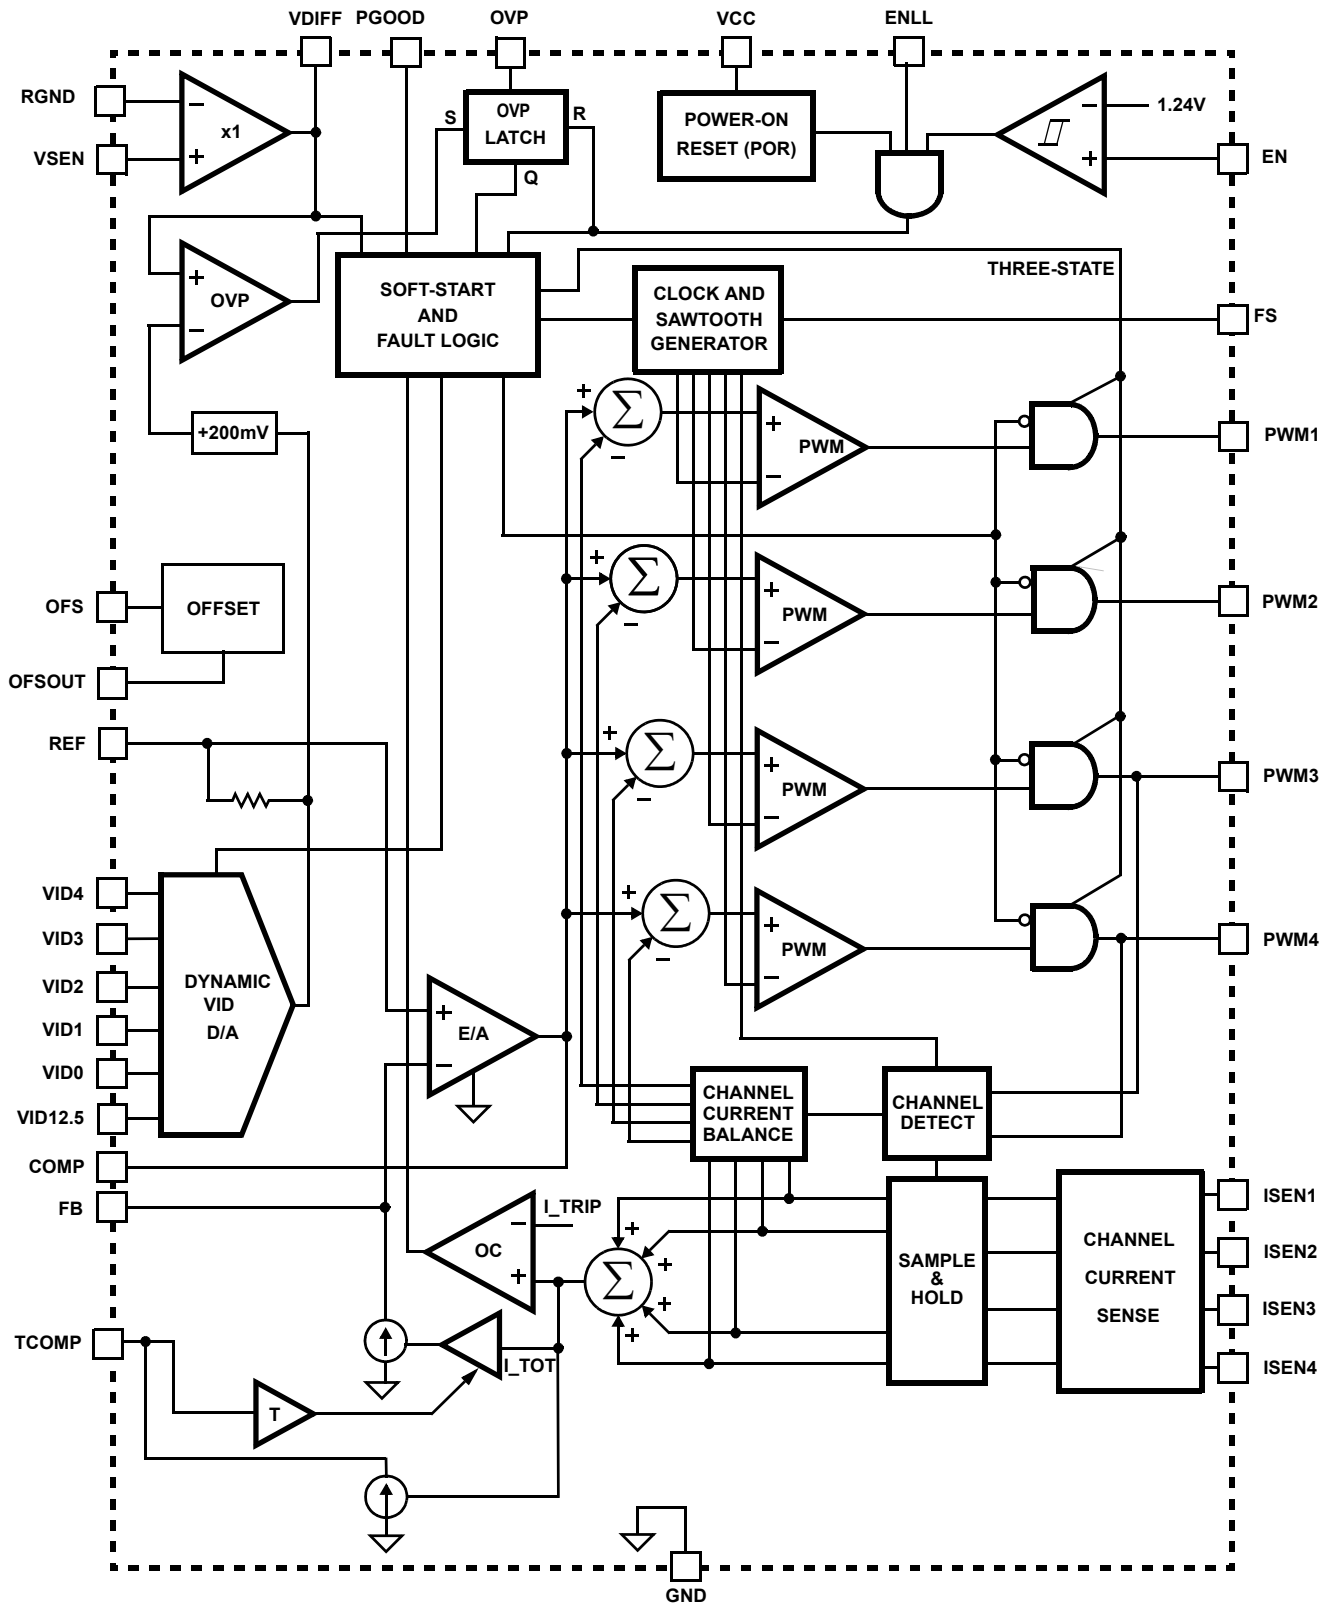 VDIFF PGOOD OVP VCC ENLL
RGND
VSEN
−
x1
+
S
OVP
LATCH
R
Q
POWER-ON
RESET (POR)
−
1.24V
+
EN
+
OVP
−
SOFT-START
AND
FAULT LOGIC
CLOCK AND
SAWTOOTH
GENERATOR
THREE-STATE
FS
+200mV
+
Σ
−
+
PWM
−
PWM1
OFS
OFFSET
OFSOUT
+
Σ
−
+
PWM
−
PWM2
REF
+
Σ
−
+
PWM
−
PWM3
VID4
VID3
VID2
VID1
VID0
VID12.5
DYNAMIC
VID
D/A
+
Σ
−
+
PWM
−
PWM4
+
E/A
−
COMP
FB
CHANNEL
CURRENT
BALANCE
CHANNEL
DETECT
I_TRIP
−
OC
+
+
+
Σ
+
+
SAMPLE
&
HOLD
CHANNEL
CURRENT
SENSE
ISEN1
ISEN2
ISEN3
ISEN4
TCOMP
I_TOT
T
GND